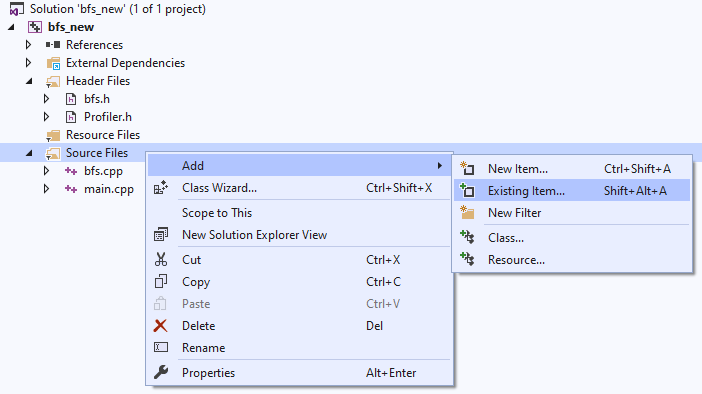 Solution 'bfs_new' (1 of 1 project)
bfs_new
References
External Dependencies
Header Files
bfs.h
Profiler.h
Resource Files
Source Files
bfs.cpp
main.cpp
Add
Class Wizard... Ctrl+Shift+X
Scope to This
New Solution Explorer View
Cut Ctrl+X
Copy Ctrl+C
Paste Ctrl+V
Delete Del
Rename
Properties Alt+Enter
New Item... Ctrl+Shift+A
Existing Item... Shift+Alt+A
New Filter
Class...
Resource...